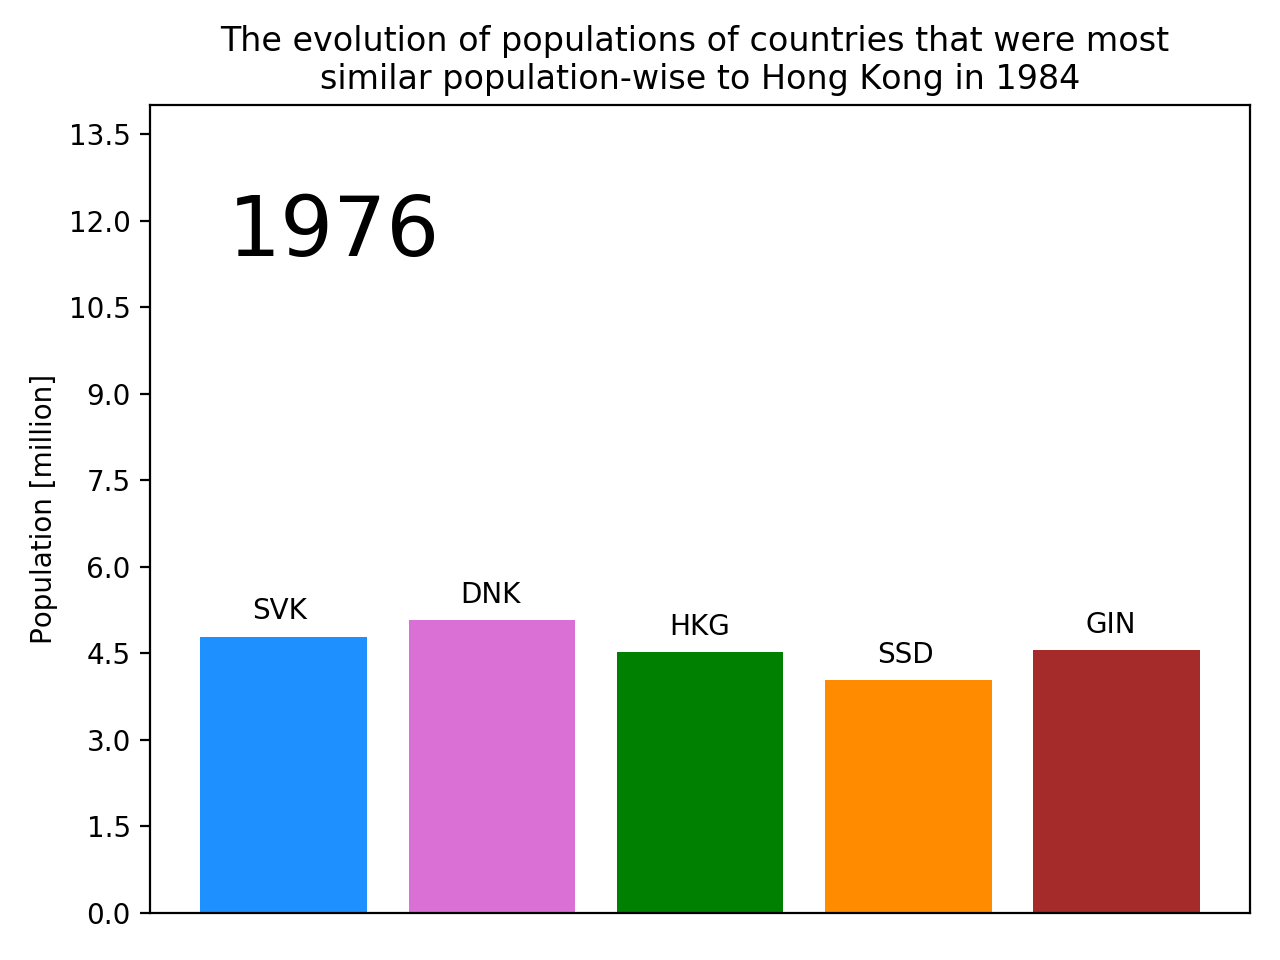 The evolution of populations of countries that were most
similar population-wise to Hong Kong in 1984
1976
Population [million]
13.5
12.0
10.5
9.0
7.5
6.0
4.5
3.0
1.5
0.0
SVK
DNK
HKG
SSD
GIN